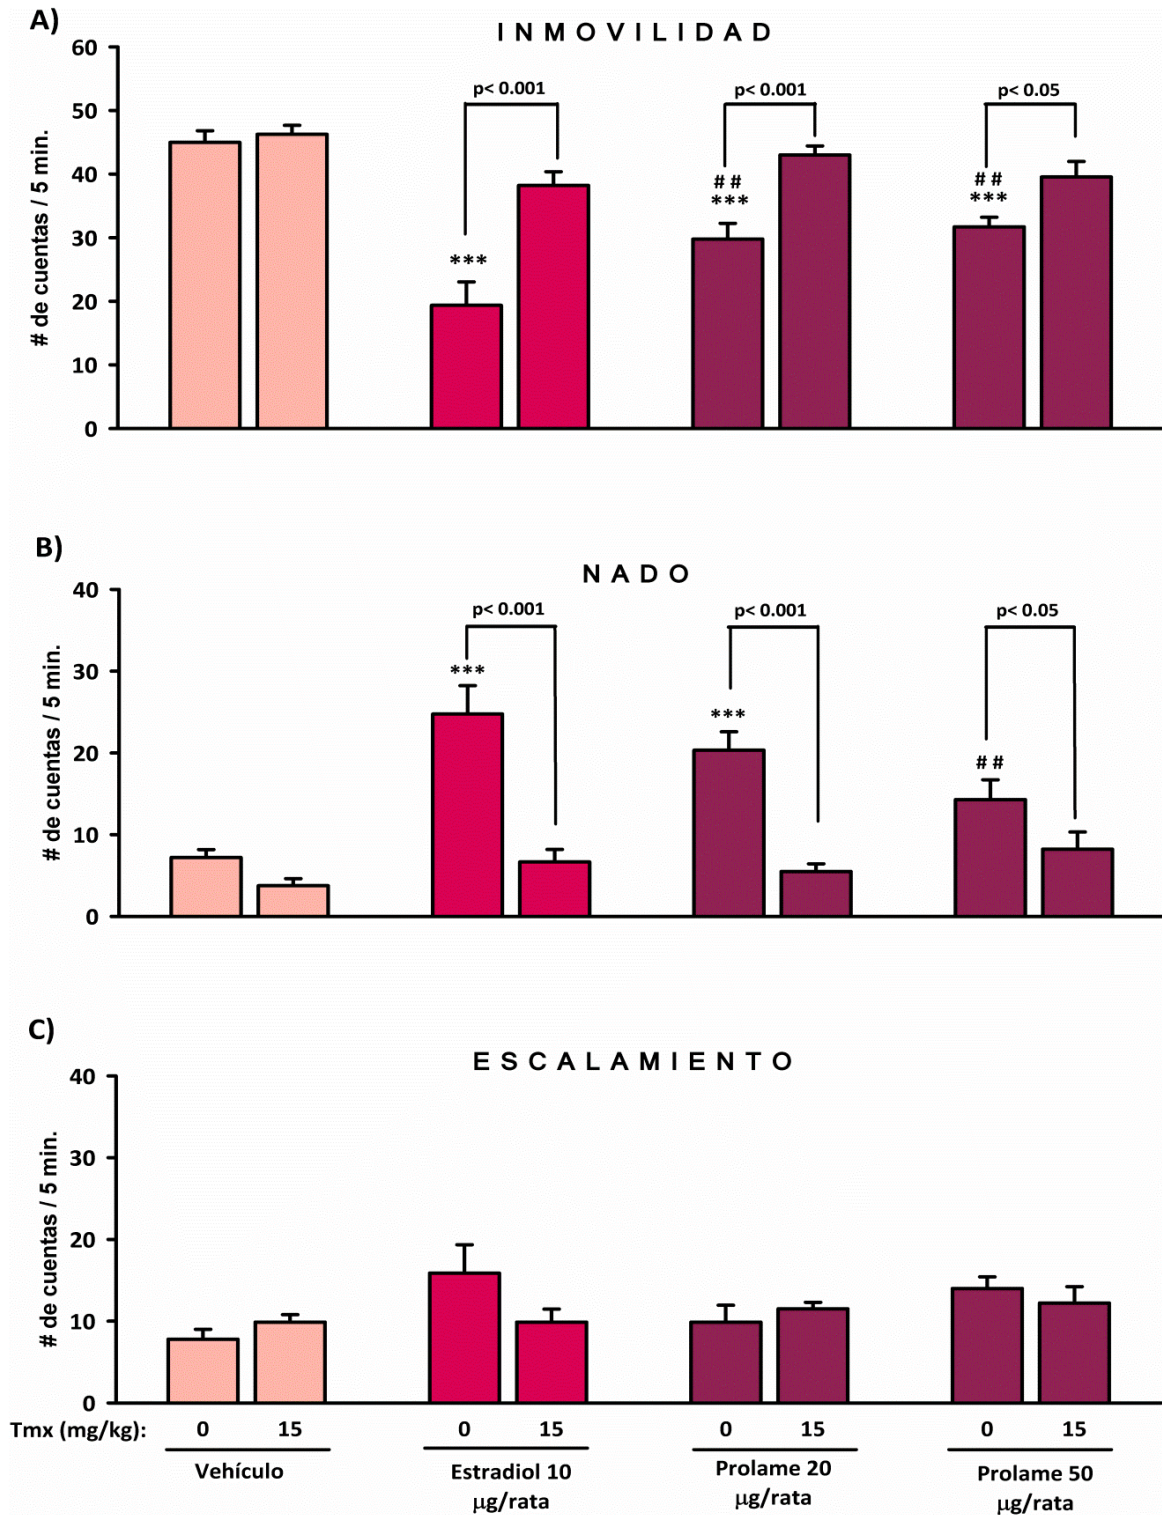 A)
INMOVILIDAD
60
50
40
30
20
10
0
# de cuentas / 5 min.
p< 0.001
p< 0.001
p< 0.05
***
# #
***
# #
***
B)
NADO
40
30
20
10
0
# de cuentas / 5 min.
p< 0.001
p< 0.001
p< 0.05
***
***
# #
C)
ESCALAMIENTO
40
30
20
10
0
# de cuentas / 5 min.
Tmx (mg/kg): 0 15 0 15 0 15 0 15
Vehículo
Estradiol 10
μg/rata
Prolame 20
μg/rata
Prolame 50
μg/rata